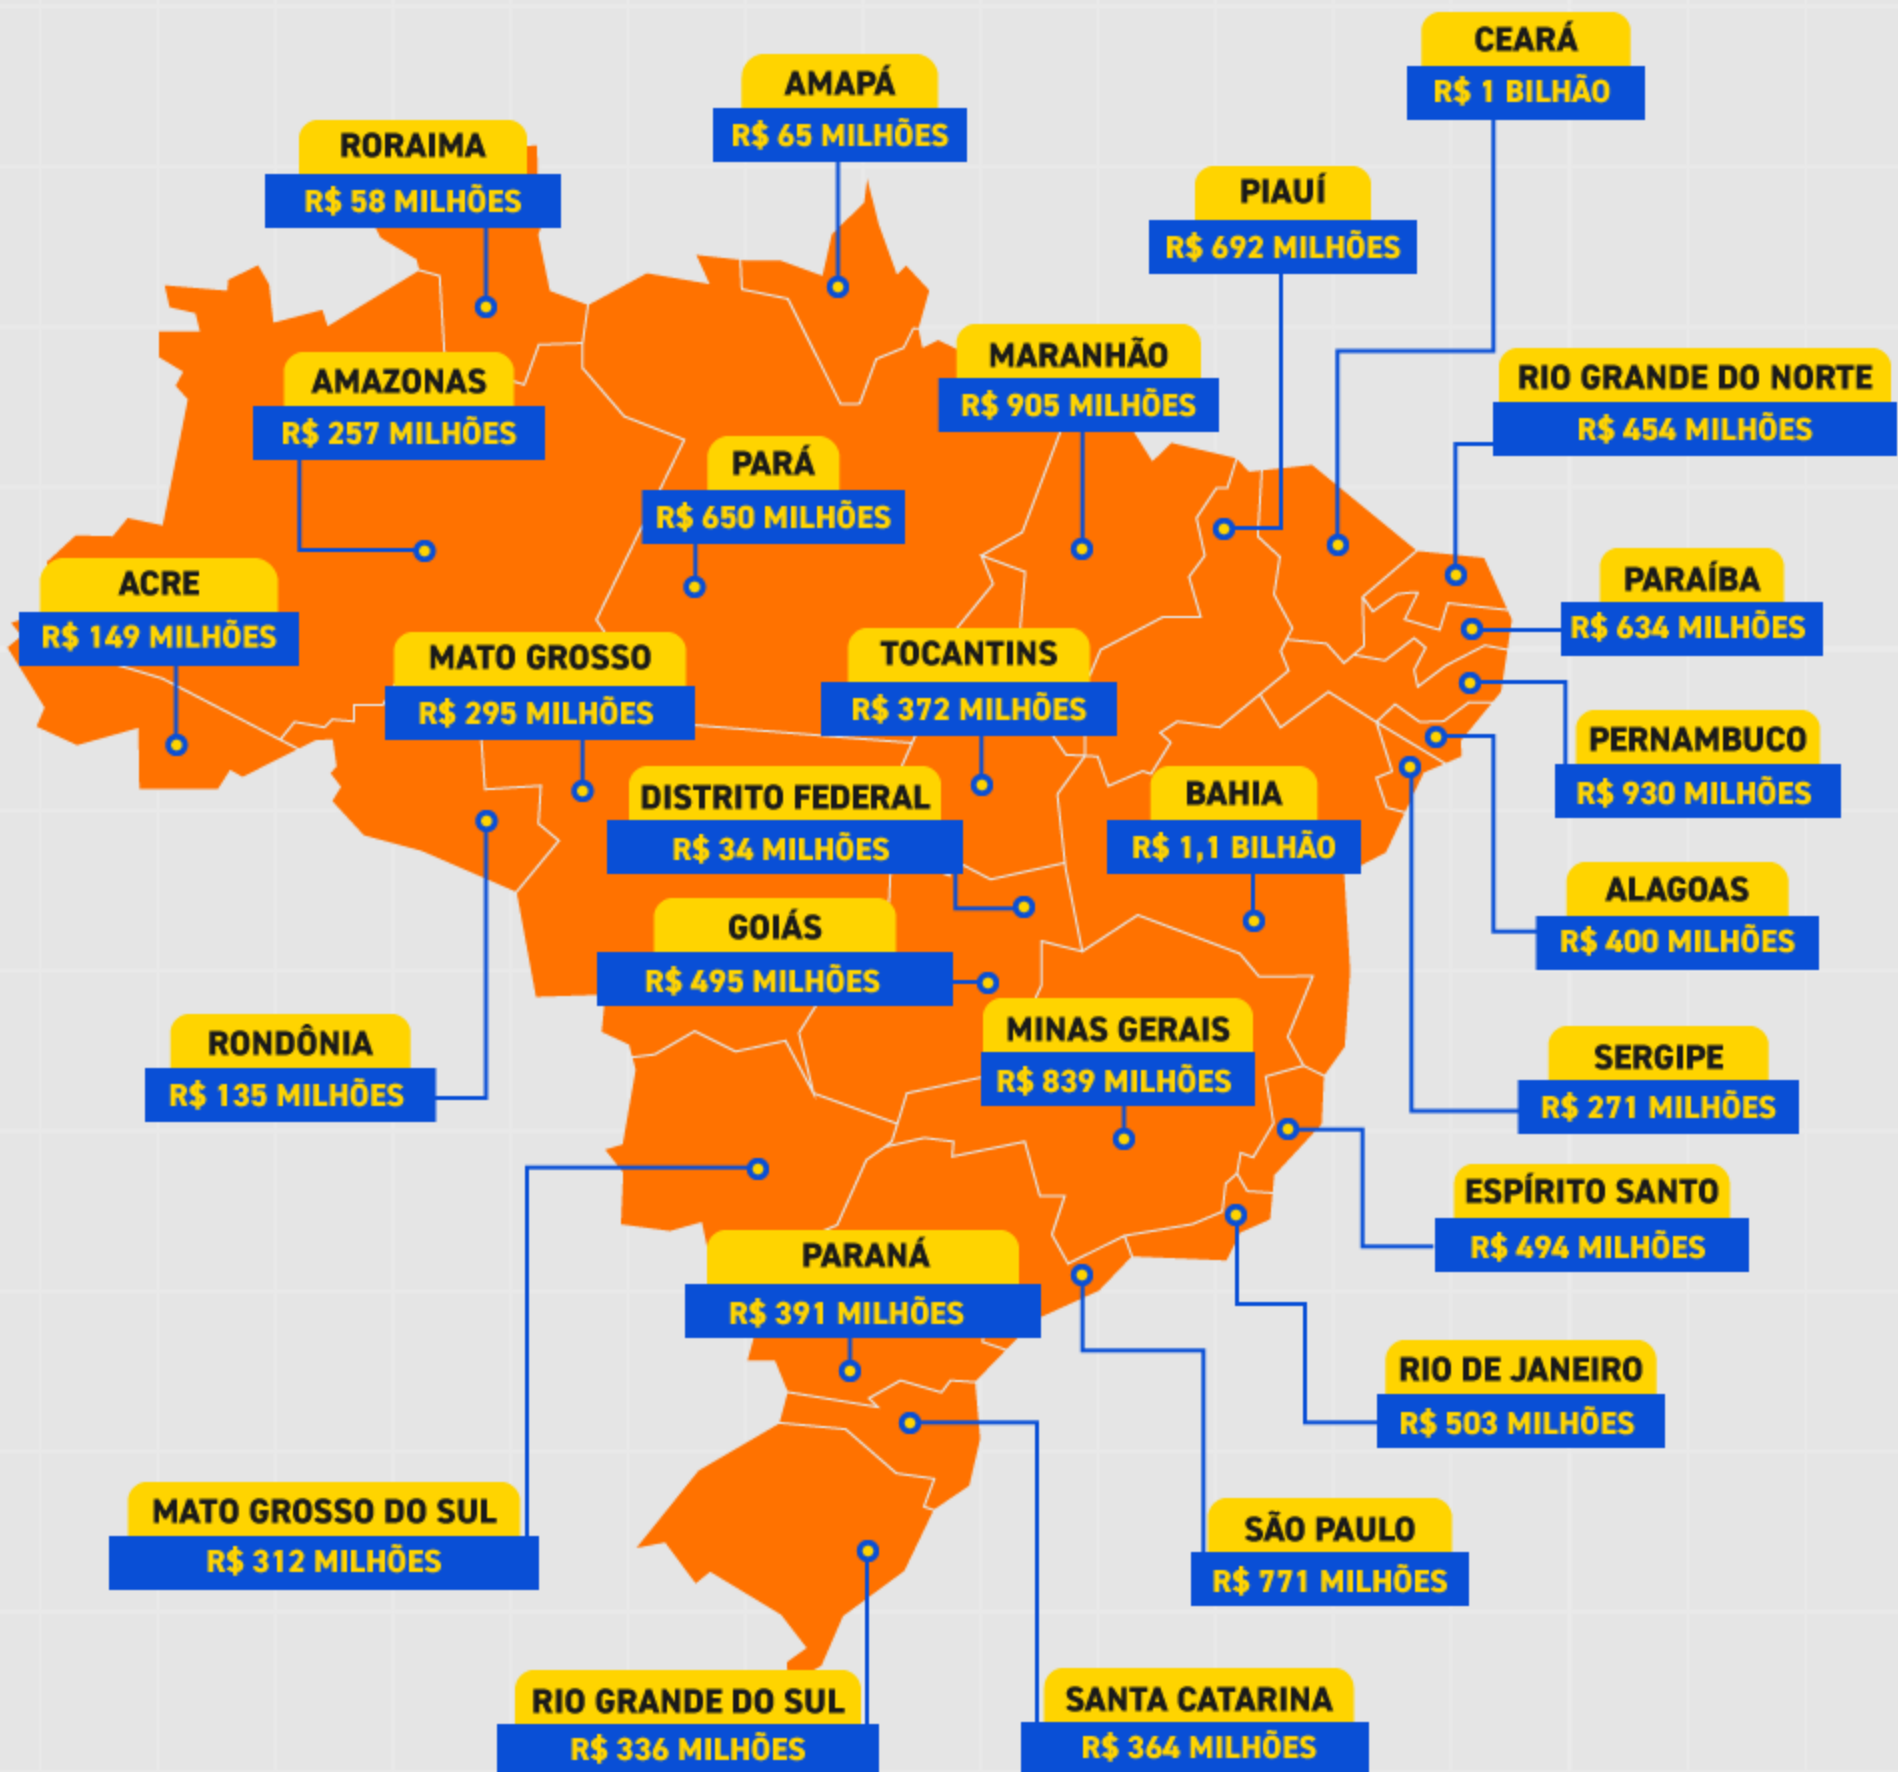 CEARÁ
R$ 1 BILHÃO
AMAPÁ
R$ 65 MILHÕES
RORAIMA
R$ 58 MILHÕES
PIAUÍ
R$ 692 MILHÕES
MARANHÃO
R$ 905 MILHÕES
RIO GRANDE DO NORTE
R$ 454 MILHÕES
AMAZONAS
R$ 257 MILHÕES
PARÁ
R$ 650 MILHÕES
ACRE
R$ 149 MILHÕES
PARAÍBA
R$ 634 MILHÕES
MATO GROSSO
R$ 295 MILHÕES
TOCANTINS
R$ 372 MILHÕES
PERNAMBUCO
R$ 930 MILHÕES
DISTRITO FEDERAL
R$ 34 MILHÕES
BAHIA
R$ 1,1 BILHÃO
ALAGOAS
R$ 400 MILHÕES
GOIÁS
R$ 495 MILHÕES
MINAS GERAIS
R$ 839 MILHÕES
RONDÔNIA
R$ 135 MILHÕES
SERGIPE
R$ 271 MILHÕES
ESPÍRITO SANTO
R$ 494 MILHÕES
PARANÁ
R$ 391 MILHÕES
RIO DE JANEIRO
R$ 503 MILHÕES
MATO GROSSO DO SUL
R$ 312 MILHÕES
SÃO PAULO
R$ 771 MILHÕES
RIO GRANDE DO SUL
R$ 336 MILHÕES
SANTA CATARINA
R$ 364 MILHÕES